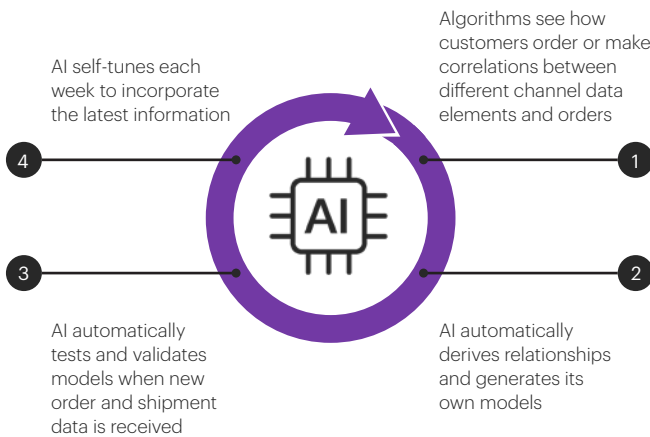 Algorithms see how
customers order or make
correlations between
different channel data
elements and orders
1
AI
2
AI automatically
derives relationships
and generates its
own models
3
AI automatically
tests and validates
models when new
order and shipment
data is received
4
AI self-tunes each
week to incorporate
the latest information